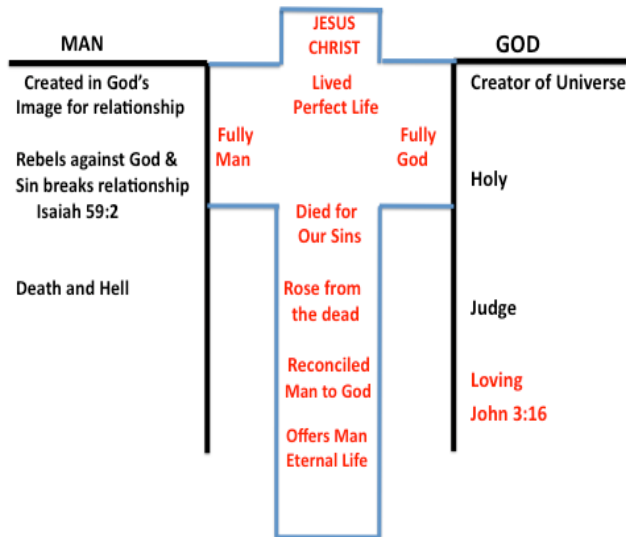 MAN
Created in God's
Image for relationship
Rebels against God &
Sin breaks relationship
Isaiah 59:2
Death and Hell
JESUS
CHRIST
Lived
Perfect Life
Fully
Man
Fully
God
Died for
Our Sins
Rose from
the dead
Reconciled
Man to God
Offers Man
Eternal Life
GOD
Creator of Universe
Holy
Judge
Loving
John 3:16